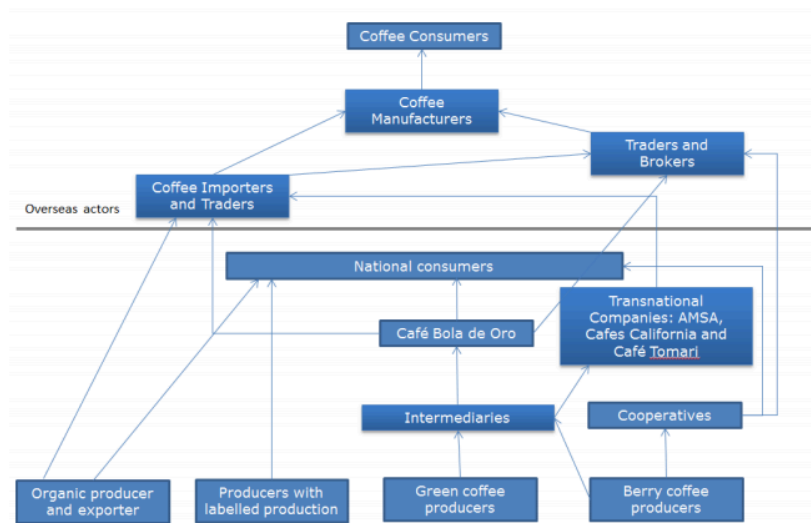 Coffee Consumers
Coffee
Manufacturers
Traders and
Brokers
Coffee Importers
and Traders
Overseas actors
National consumers
Transnational
Companies: AMSA,
Cafes California and
Café Tomari
Café Bola de Oro
Intermediaries
Cooperatives
Organic producer
and exporter
Producers with
labelled production
Green coffee
producers
Berry coffee
producers